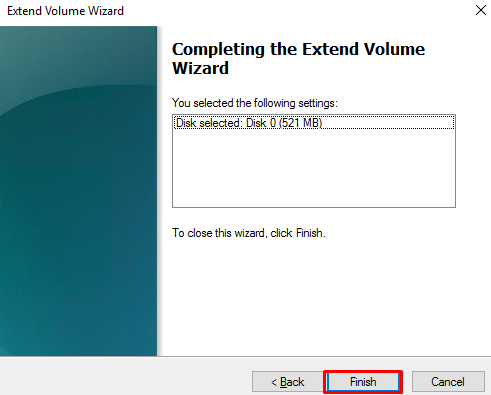 Extend Volume Wizard
Completing the Extend Volume
Wizard
You selected the following settings:
Disk selected: Disk 0 (521 MB)
To close this wizard, click Finish.
< Back
Finish
Cancel